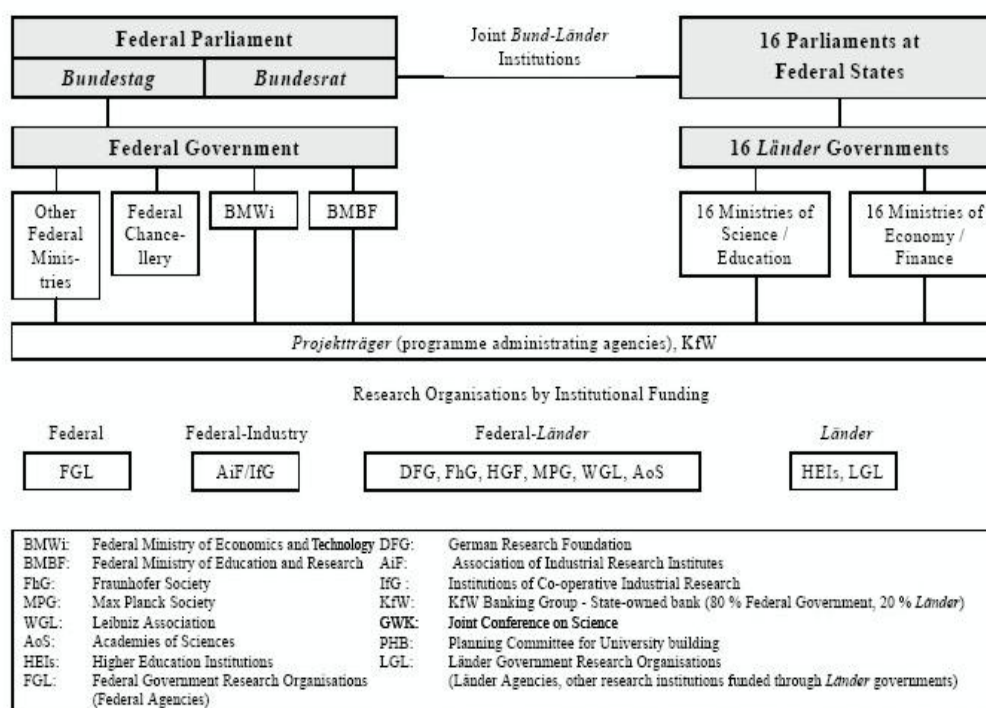 Federal Parliament
Bundestag
Bundesrat
Joint Bund-Länder
Institutions
16 Parliaments at
Federal States
Federal Government
16 Länder Governments
Other
Federal
Minis-
tries
Federal
Chance-
llery
BMWi
BMBF
16 Ministries of
Science /
Education
16 Ministries of
Economy /
Finance
Projektträger (programme administrating agencies), KfW
Research Organisations by Institutional Funding
Federal
Federal-Industry
Federal-Länder
Länder
FGL
AiF/IfG
DFG, FhG, HGF, MPG, WGL, AoS
HEIs, LGL
BMWi: Federal Ministry of Economics and Technology
BMBF: Federal Ministry of Education and Research
FhG: Fraunhofer Society
MPG: Max Planck Society
WGL: Leibniz Association
AoS: Academies of Sciences
HEIs: Higher Education Institutions
FGL: Federal Government Research Organisations
(Federal Agencies)
DFG: German Research Foundation
AiF: Association of Industrial Research Institutes
IfG : Institutions of Co-operative Industrial Research
KfW: KfW Banking Group - State-owned bank (80 % Federal Government, 20 % Länder)
GWK: Joint Conference on Science
PHB: Planning Committee for University building
LGL: Länder Government Research Organisations
(Länder Agencies, other research institutions funded through Länder governments)